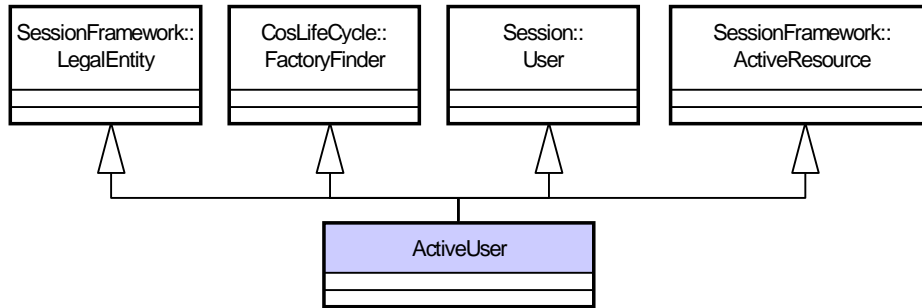 SessionFramework::
LegalEntity
CosLifeCycle::
FactoryFinder
Session::
User
SessionFramework::
ActiveResource
ActiveUser